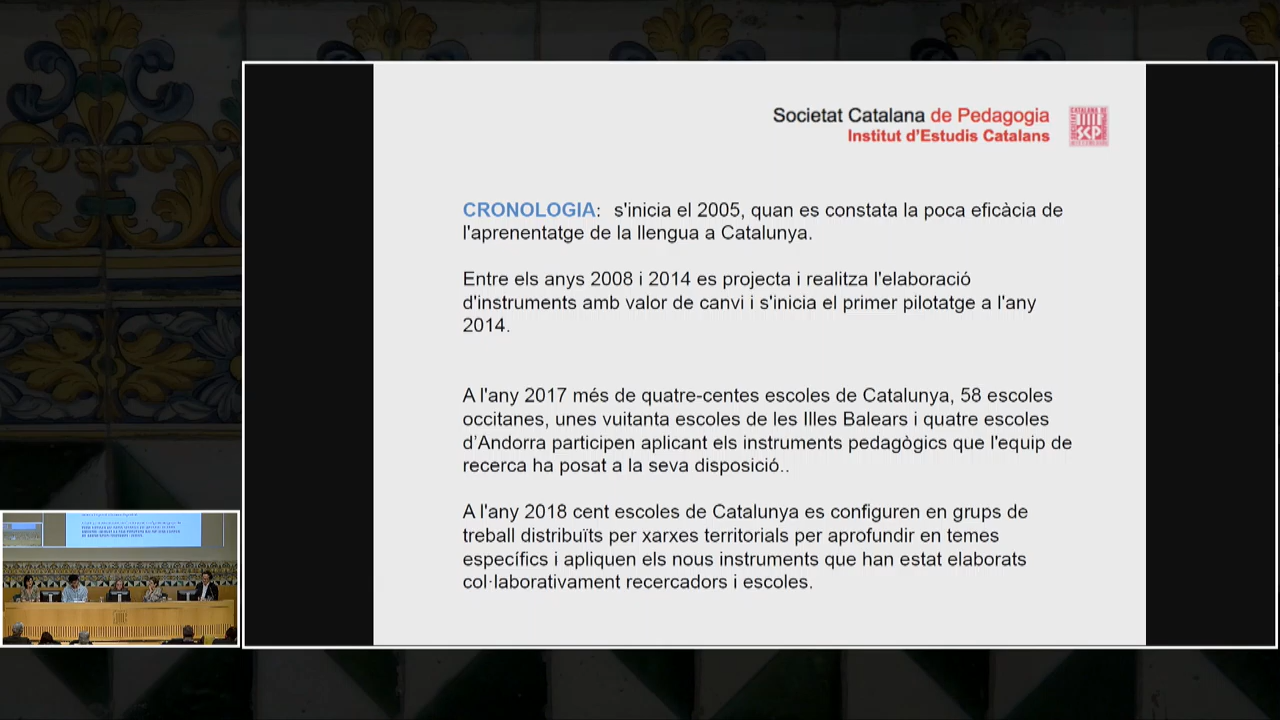 Societat Catalana de Pedagogia
Institut d'Estudis Catalans
SCP
CRONOLOGIA: s'inicia el 2005, quan es constata la poca eficàcia de
l'aprenentatge de la llengua a Catalunya.
Entre els anys 2008 i 2014 es projecta i realitza l'elaboració
d'instruments amb valor de canvi i s'inicia el primer pilotatge a l'any
2014.
A l'any 2017 més de quatre-centes escoles de Catalunya, 58 escoles
occitanes, unes vuitanta escoles de les Illes Balears i quatre escoles
d'Andorra participen aplicant els instruments pedagògics que l'equip de
recerca ha posat a la seva disposició..
A l'any 2018 cent escoles de Catalunya es configuren en grups de
treball distribuïts per xarxes territorials per aprofundir en temes
específics i apliquen els nous instruments que han estat elaborats
col·laborativament recercadors i escoles.